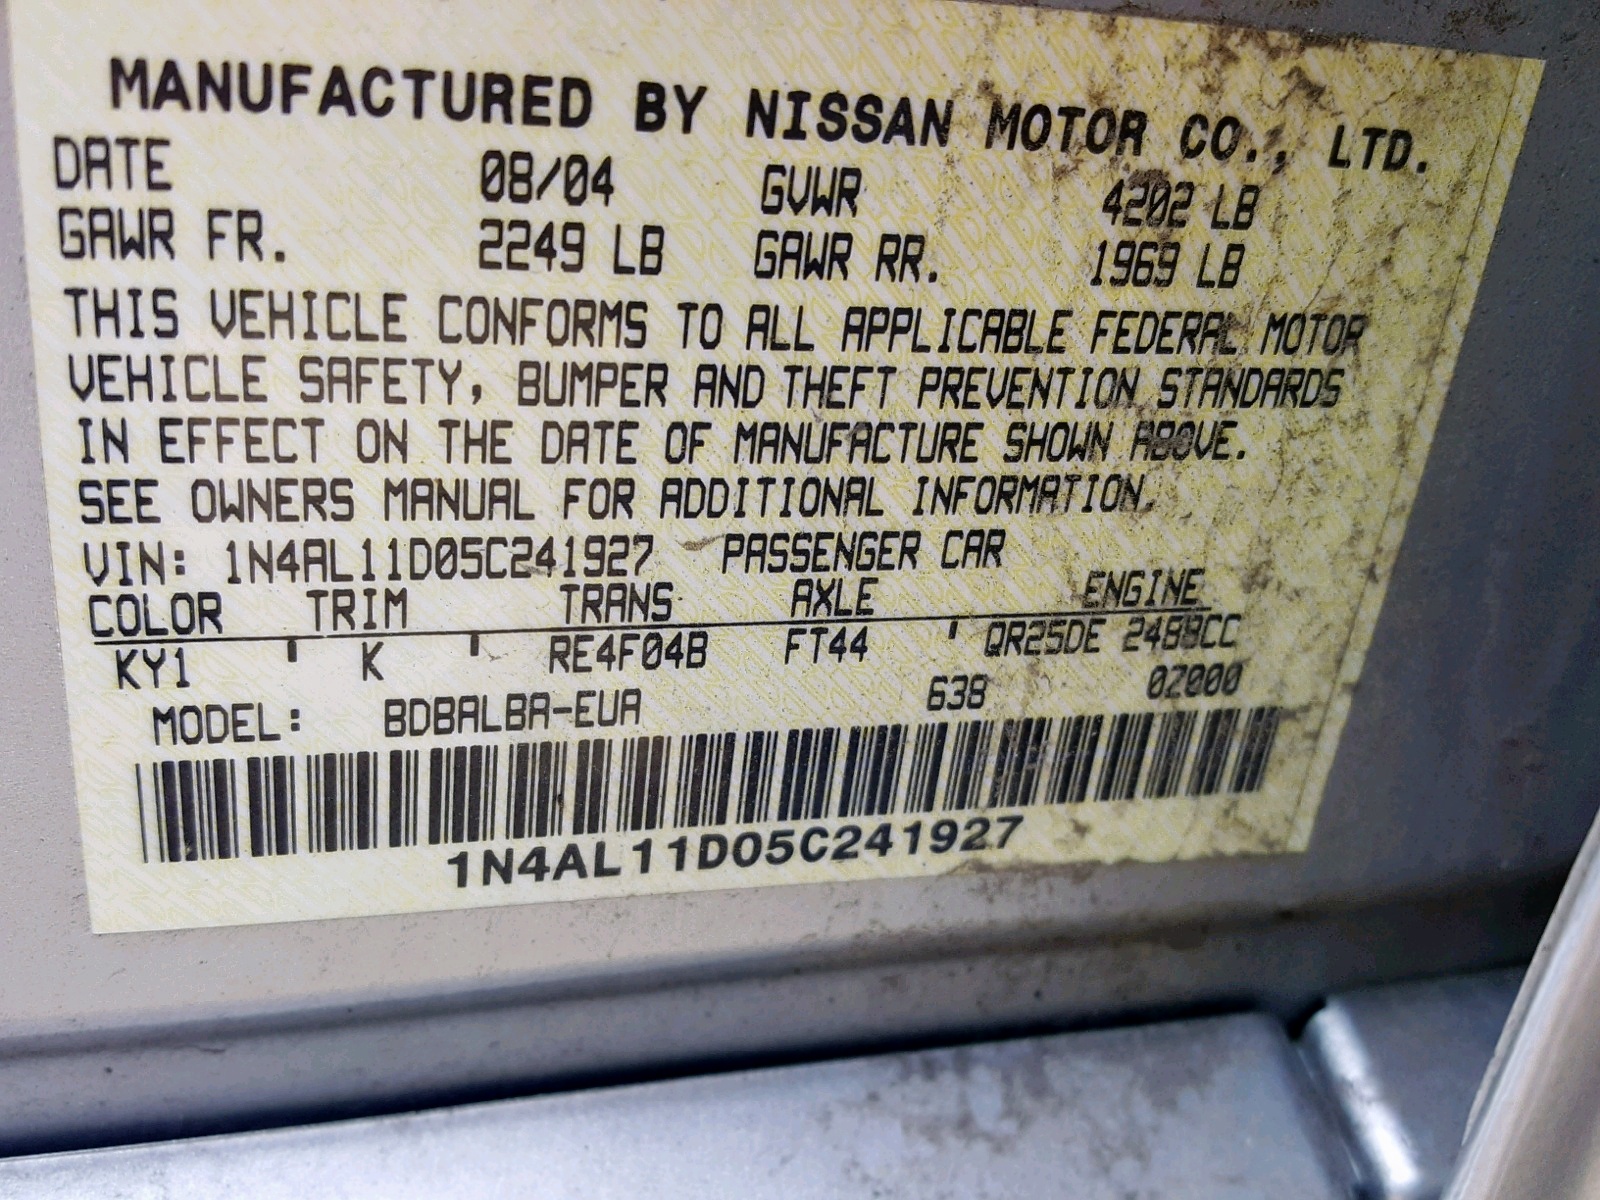 MANUFACTURED BY NISSAN MOTOR CO., LTD.
DATE 08/04 GVWR 4202 LB
GAWR FR. 2249 LB GAWR RR. 1969 LB
THIS VEHICLE CONFORMS TO ALL APPLICABLE FEDERAL MOTOR
VEHICLE SAFETY, BUMPER AND THEFT PREVENTION STANDARDS
IN EFFECT ON THE DATE OF MANUFACTURE SHOWN ABOVE.
SEE OWNERS MANUAL FOR ADDITIONAL INFORMATION.
VIN: 1N4AL11D05C241927 PASSENGER CAR
COLOR TRIM TRANS AXLE ENGINE
KY1 ' K ' RE4F04B FT44 ' QR25DE 2488CC
MODEL: BDBALBA-EUA 638 02000
1N4AL11D05C241927